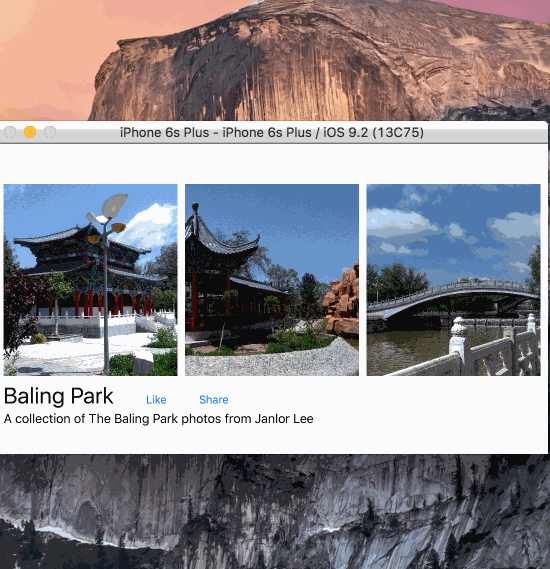 iPhone 6s Plus - iPhone 6s Plus / iOS 9.2 (13C75)
Baling Park Like Share
A collection of The Baling Park photos from Janlor Lee